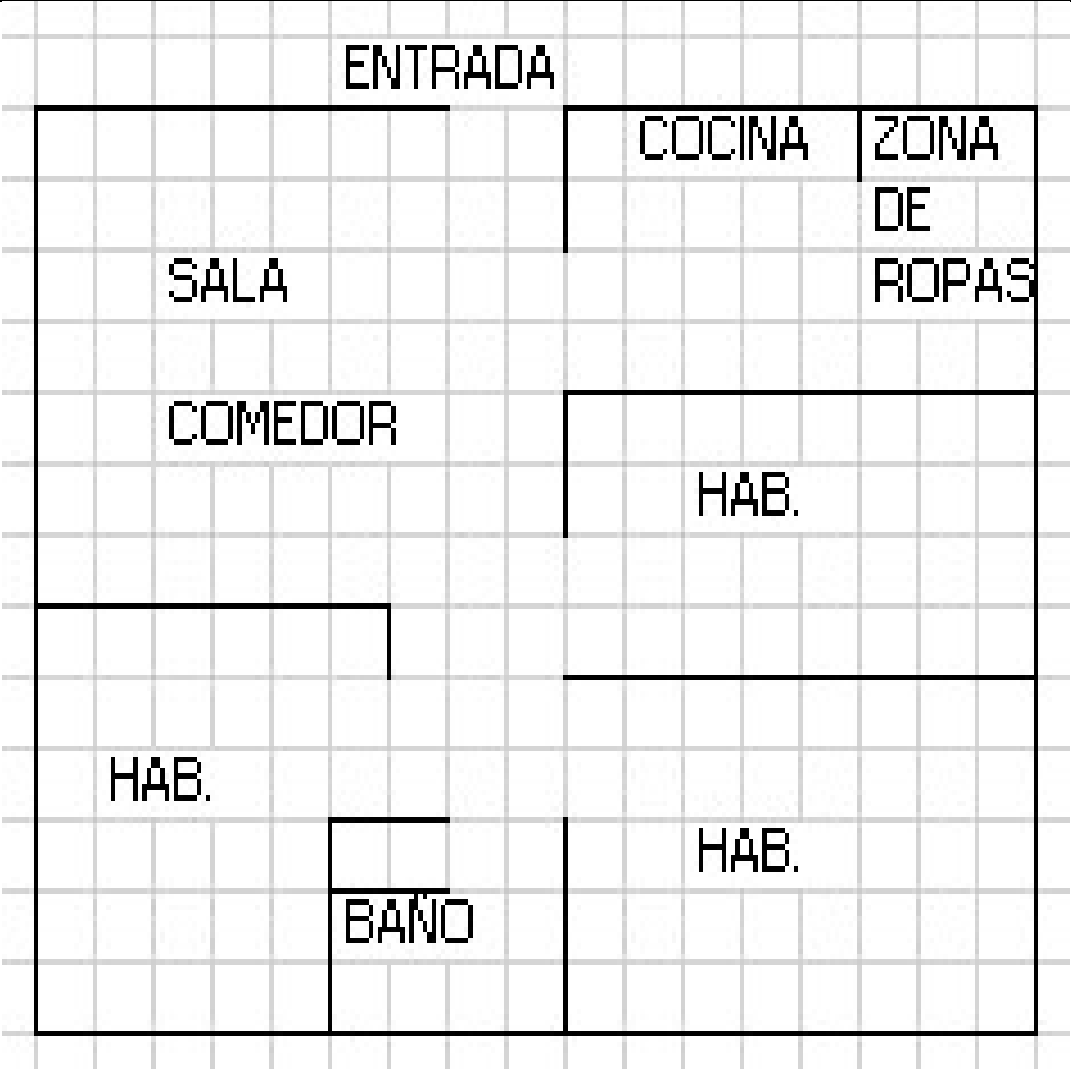 ENTRADA
COCINA
ZONA
DE
ROPAS
SALA
COMEDOR
HAB.
HAB.
HAB.
BAÑO